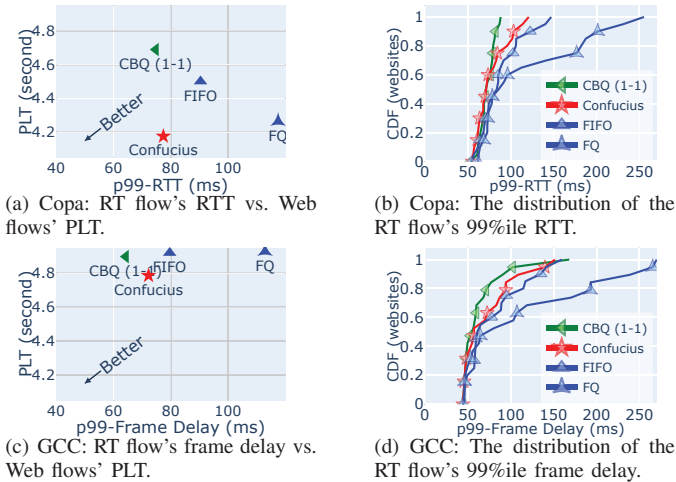 PLT (second)
4.8
4.6
4.4
4.2
CBQ (1-1)
FIFO
FQ
Better
Confucius
40
60
80
100
p99-RTT (ms)
(a) Copa: RT flow's RTT vs. Web
flows' PLT.
CDF (websites)
1
0.8
0.6
0.4
0.2
0
CBQ (1-1)
Confucius
FIFO
FQ
0
50
100
150
200
250
p99-RTT (ms)
(b) Copa: The distribution of the
RT flow's 99%ile RTT.
PLT (second)
4.8
4.6
4.4
4.2
CBQ (1-1)
FIFO
FQ
Confucius
Better
40
60
80
100
p99-Frame Delay (ms)
(c) GCC: RT flow's frame delay vs.
Web flows' PLT.
CDF (websites)
1
0.8
0.6
0.4
0.2
0
CBQ (1-1)
Confucius
FIFO
FQ
0
50
100
150
200
250
p99-Frame Delay (ms)
(d) GCC: The distribution of the
RT flow's 99%ile frame delay.